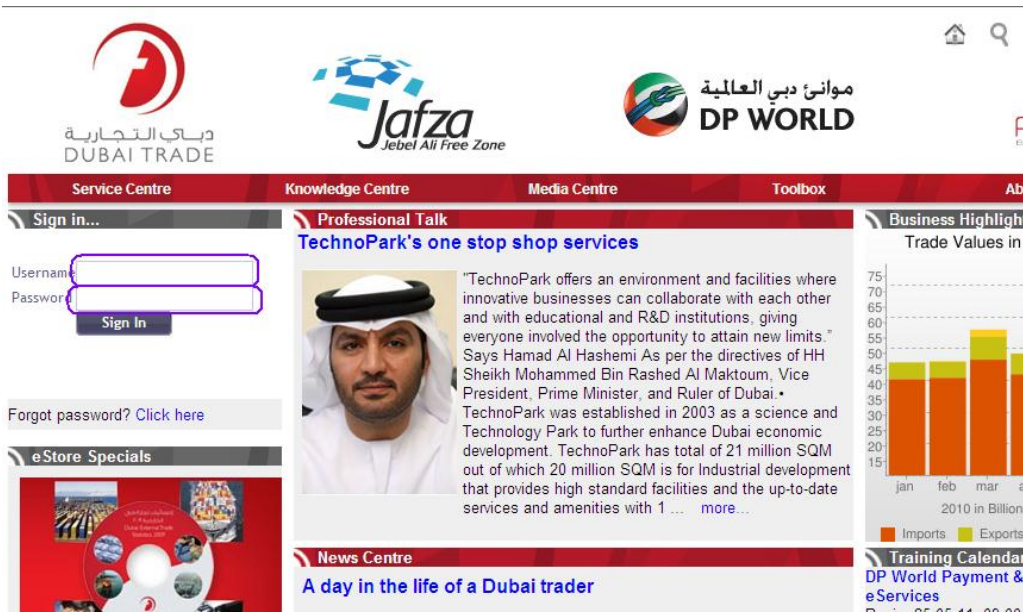 دبي التجارية
DUBAI TRADE
Jafza
Jebel Ali Free Zone
موانئ دبي العالمية
DP WORLD
Service Centre
Knowledge Centre
Media Centre
Toolbox
Ab
Sign in...
Username
Password
Sign In
Forgot password? Click here
eStore Specials
Professional Talk
TechnoPark's one stop shop services
"TechnoPark offers an environment and facilities where
innovative businesses can collaborate with each other
and with educational and R&D institutions, giving
everyone involved the opportunity to attain new limits.”
Says Hamad Al Hashemi As per the directives of HH
Sheikh Mohammed Bin Rashed Al Maktoum, Vice
President, Prime Minister, and Ruler of Dubai.•
TechnoPark was established in 2003 as a science and
Technology Park to further enhance Dubai economic
development. TechnoPark has total of 21 million SQM
out of which 20 million SQM is for Industrial development
that provides high standard facilities and the up-to-date
services and amenities with 1 ... more...
News Centre
A day in the life of a Dubai trader
Business Highligh
Trade Values in
75
70
65
60
55
50
45
40
35
30
25
20
15
jan feb mar a
2010 in Billion
Imports Exports
Training Calendar
DP World Payment &
eServices